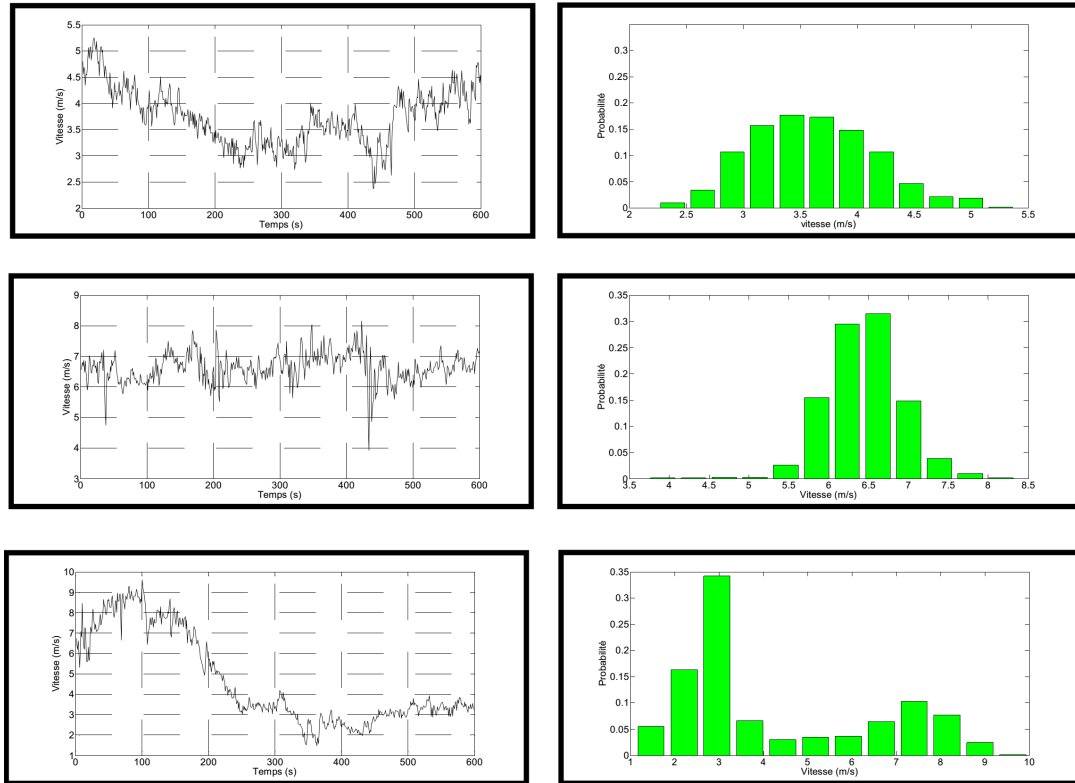 5.5
5
4.5
4
3.5
3
2.5
2
0 100 200 300 400 500 600
Vitesse (m/s)
Temps (s)
0.35
0.3
0.25
0.2
0.15
0.1
0.05
0
2 2.5 3 3.5 4 4.5 5 5.5
Probabilité
vitesse (m/s)
9
8
7
6
5
4
3
0 100 200 300 400 500 600
Vitesse (m/s)
Temps (s)
0.35
0.3
0.25
0.2
0.15
0.1
0.05
0
3.5 4 4.5 5 5.5 6 6.5 7 7.5 8 8.5
Probabilité
Vitesse (m/s)
10
9
8
7
6
5
4
3
2
1
0 100 200 300 400 500 600
Vitesse (m/s)
Temps (s)
0.35
0.3
0.25
0.2
0.15
0.1
0.05
0
1 2 3 4 5 6 7 8 9 10
Probabilité
Vitesse (m/s)